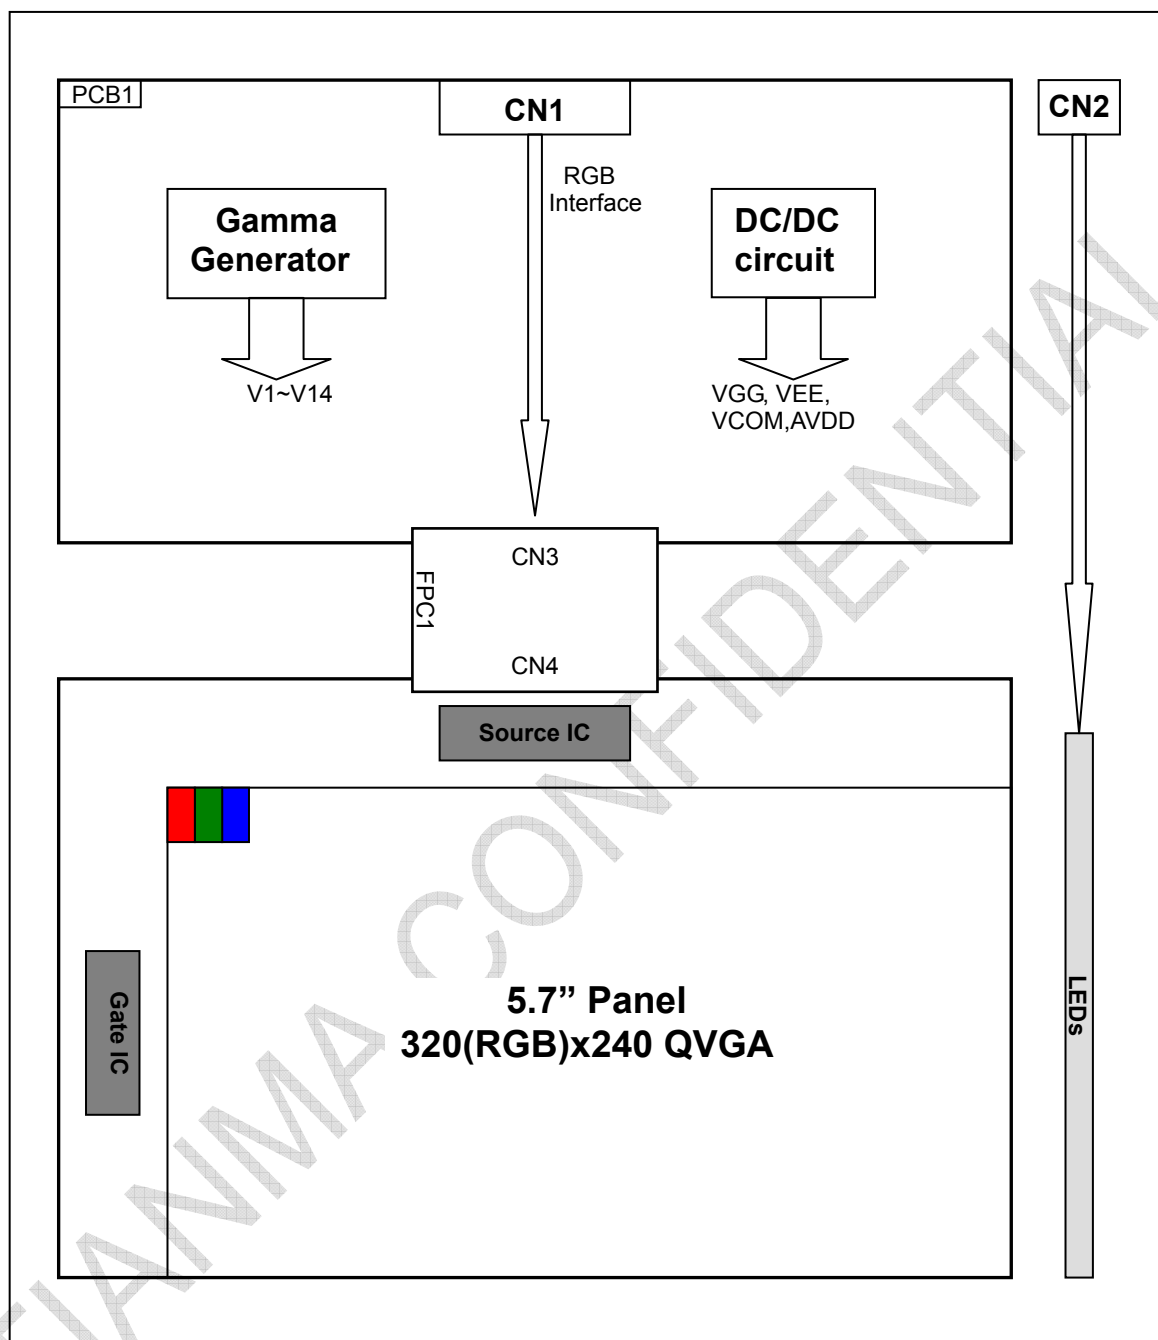 PCB1
CN1
CN2
RGB
Interface
Gamma
Generator
DC/DC
circuit
V1~V14
VGG, VEE,
VCOM,AVDD
CN3
FPC1
CN4
Source IC
Gate IC
5.7” Panel
320(RGB)x240 QVGA
LEDs
TIANMA CONFIDENTIAL